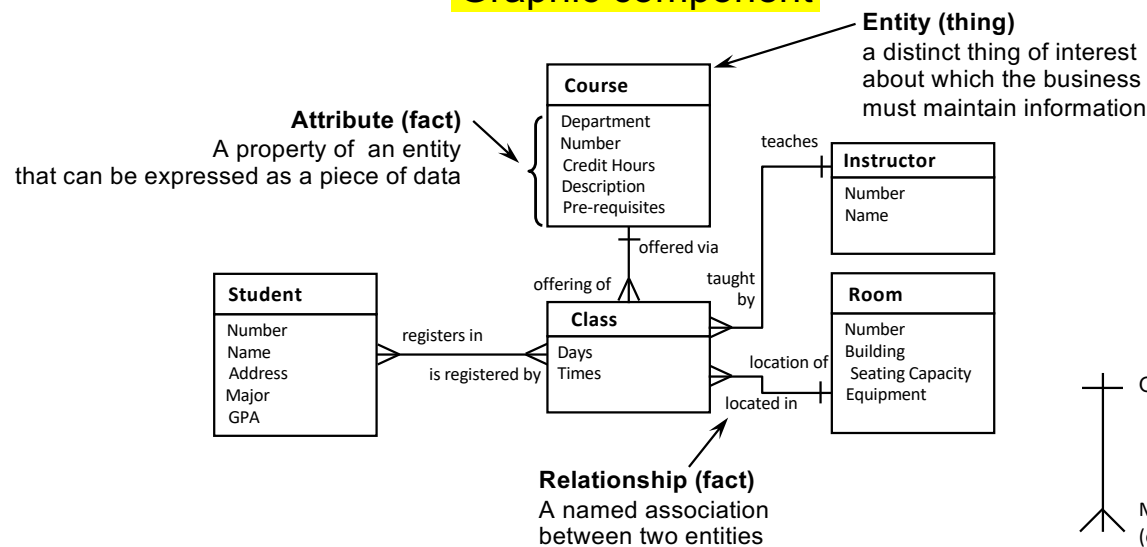 Graphic component
Entity (thing)
a distinct thing of interest
about which the business
must maintain information
Course
Department
Number
Credit Hours
Description
Pre-requisites
Attribute (fact)
A property of an entity
that can be expressed as a piece of data
teaches
Instructor
Number
Name
offered via
offering of
taught
by
Student
Number
Name
Address
Major
GPA
registers in
is registered by
Class
Days
Times
location of
located in
Room
Number
Building
Seating Capacity
Equipment
Relationship (fact)
A named association
between two entities